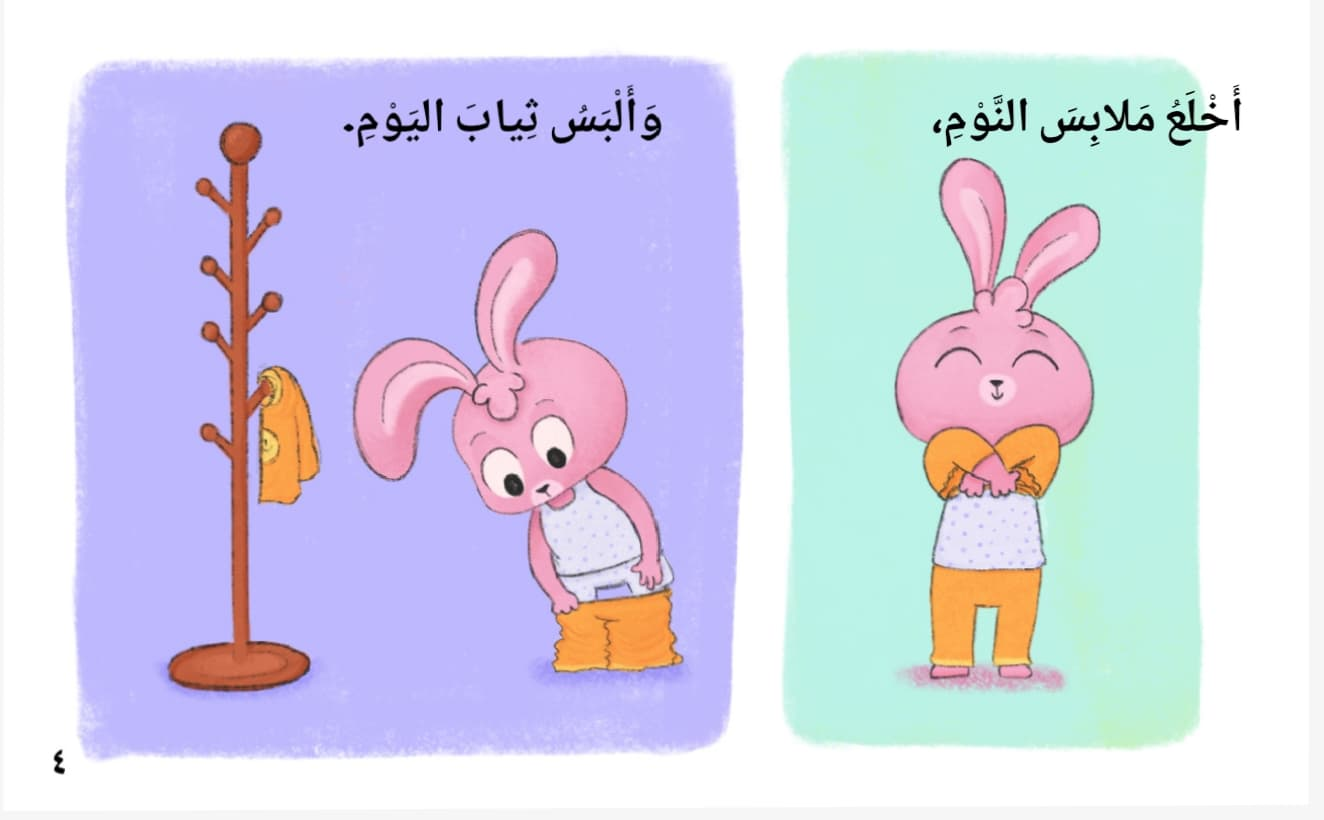 أَخْلَعُ مَلابِسَ النَّوْمِ،
وَأَلْبَسُ ثِيابَ اليَوْمِ.
٤